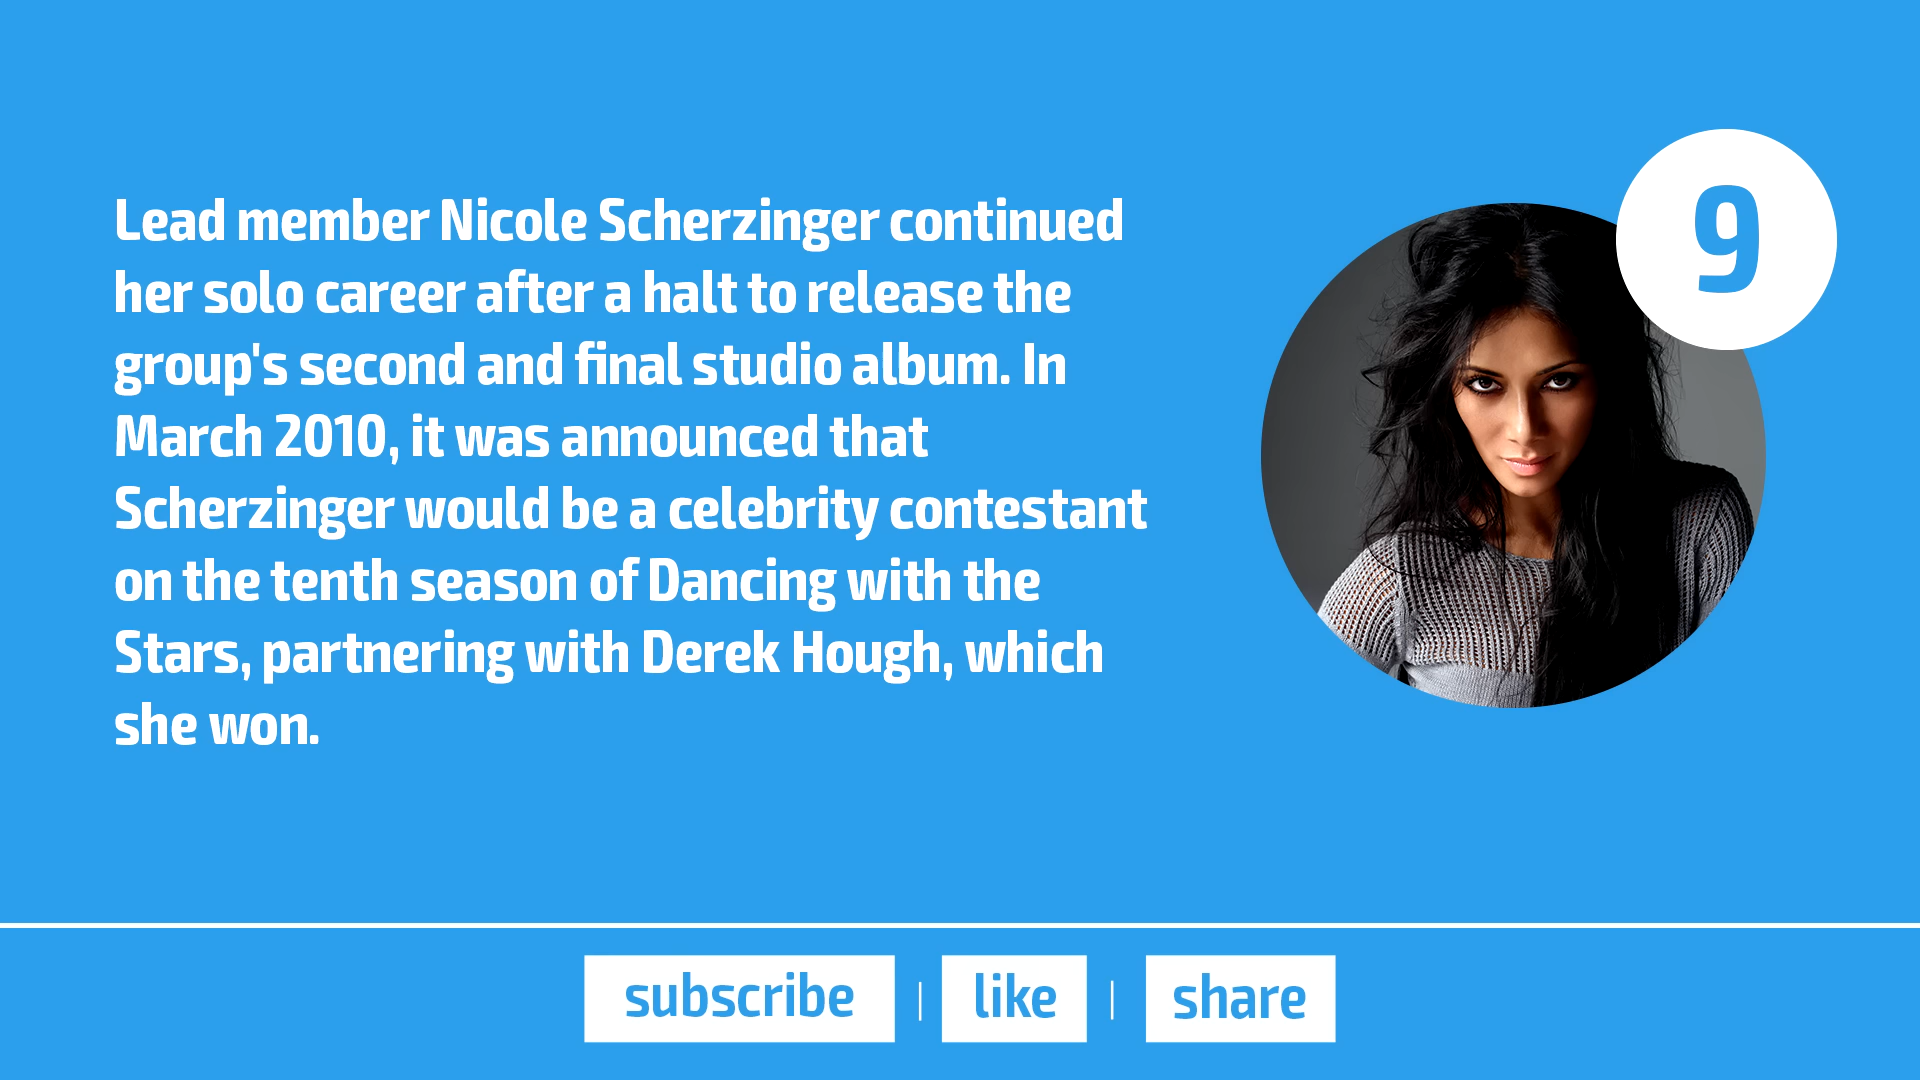 Lead member Nicole Scherzinger continued
her solo career after a halt to release the
group's second and final studio album. In
March 2010, it was announced that
Scherzinger would be a celebrity contestant
on the tenth season of Dancing with the
Stars, partnering with Derek Hough, which
she won.
9
subscribe | like | share